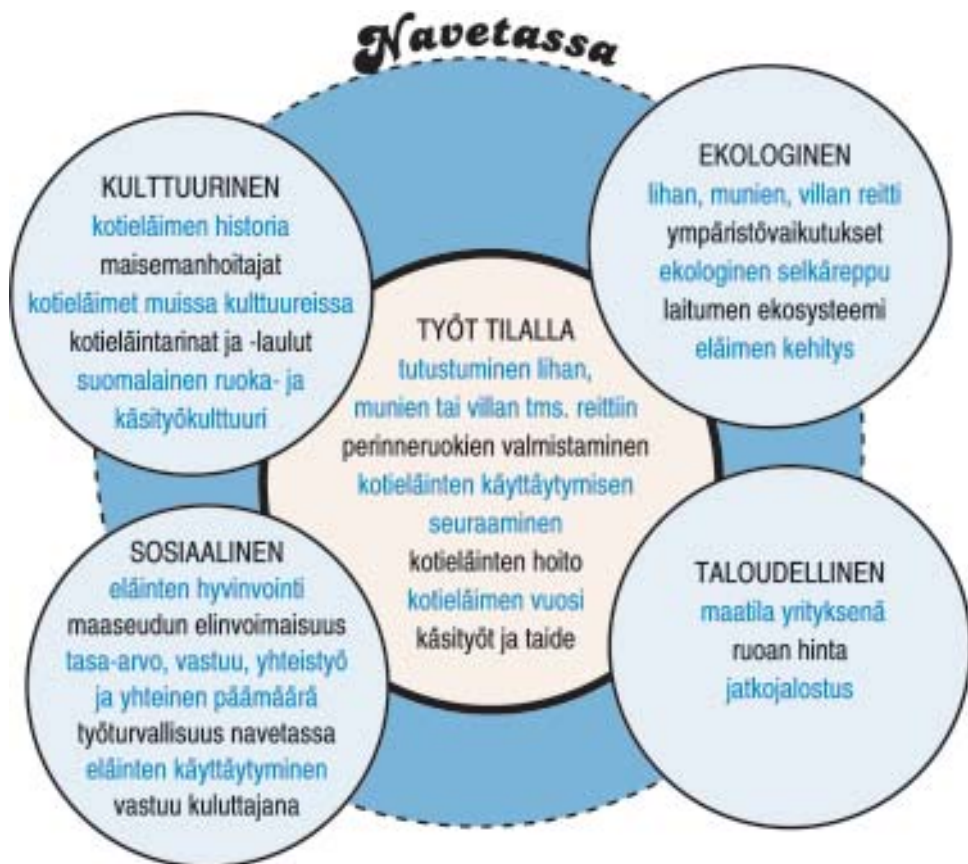 Navetassa
KULTTUURINEN
kotieläimen historia
maisemanhoitajat
kotieläimet muissa kulttuureissa
kotieläintarinat ja -laulut
suomalainen ruoka- ja
käsityökulttuuri
EKOLOGINEN
lihan, munien, villan reitti
ympäristövaikutukset
ekologinen selkäreppu
laitumen ekosysteemi
eläimen kehitys
TYÖT TILALLA
tutustuminen lihan,
munien tai villan tms. reittiin
perinneruokien valmistaminen
kotieläinten käyttäytymisen
seuraaminen
kotieläinten hoito
kotieläimen vuosi
käsityöt ja taide
SOSIAALINEN
eläinten hyvinvointi
maaseudun elinvoimaisuus
tasa-arvo, vastuu, yhteistyö
ja yhteinen päämäärä
työturvallisuus navetassa
eläinten käyttäytyminen
vastuu kuluttajana
TALOUDELLINEN
maatila yrityksenä
ruoan hinta
jatkojalostus